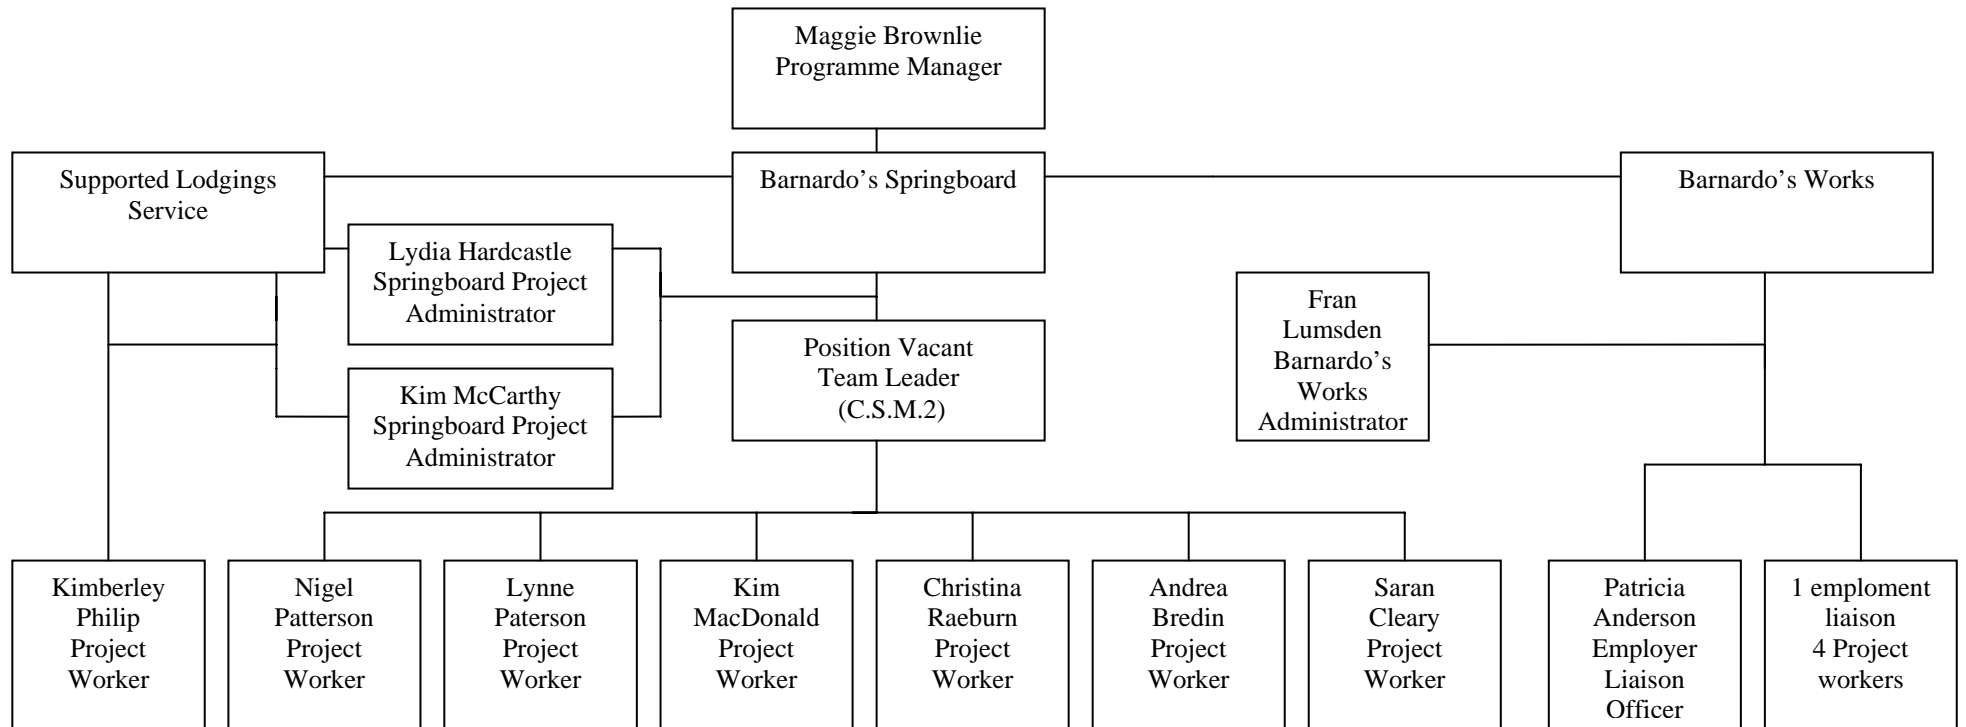 Maggie Brownlie
Programme Manager
Supported Lodgings
Service
Barnardo’s Springboard
Barnardo’s Works
Lydia Hardcastle
Springboard Project
Administrator
Kim McCarthy
Springboard Project
Administrator
Position Vacant
Team Leader
(C.S.M.2)
Fran
Lumsden
Barnardo’s
Works
Administrator
Kimberley
Philip
Project
Worker
Nigel
Patterson
Project
Worker
Lynne
Paterson
Project
Worker
Kim
MacDonald
Project
Worker
Christina
Raeburn
Project
Worker
Andrea
Bredin
Project
Worker
Saran
Cleary
Project
Worker
Patricia
Anderson
Employer
Liaison
Officer
1 emploment
liaison
4 Project
workers